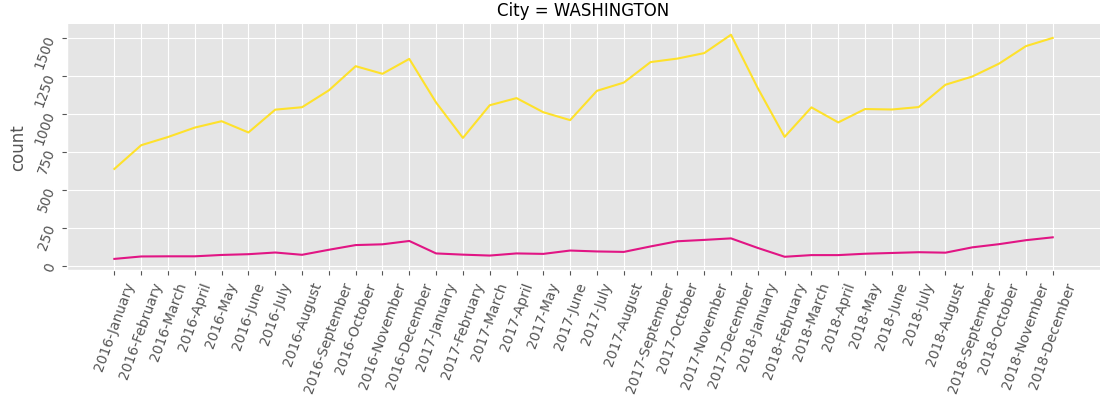 City = WASHINGTON
count
1500
1250
1000
750
500
250
0
2016-January
2016-February
2016-March
2016-April
2016-May
2016-June
2016-July
2016-August
2016-September
2016-October
2016-November
2016-December
2017-January
2017-February
2017-March
2017-April
2017-May
2017-June
2017-July
2017-August
2017-September
2017-October
2017-November
2017-December
2018-January
2018-February
2018-March
2018-April
2018-May
2018-June
2018-July
2018-August
2018-September
2018-October
2018-November
2018-December